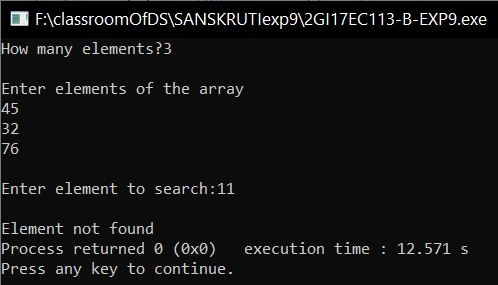 F:\classroomOfDS\SANSKRUTIexp9\2GI17EC113-B-EXP9.exe
How many elements?3
Enter elements of the array
45
32
76
Enter element to search:11
Element not found
Process returned 0 (0x0)   execution time : 12.571 s
Press any key to continue.